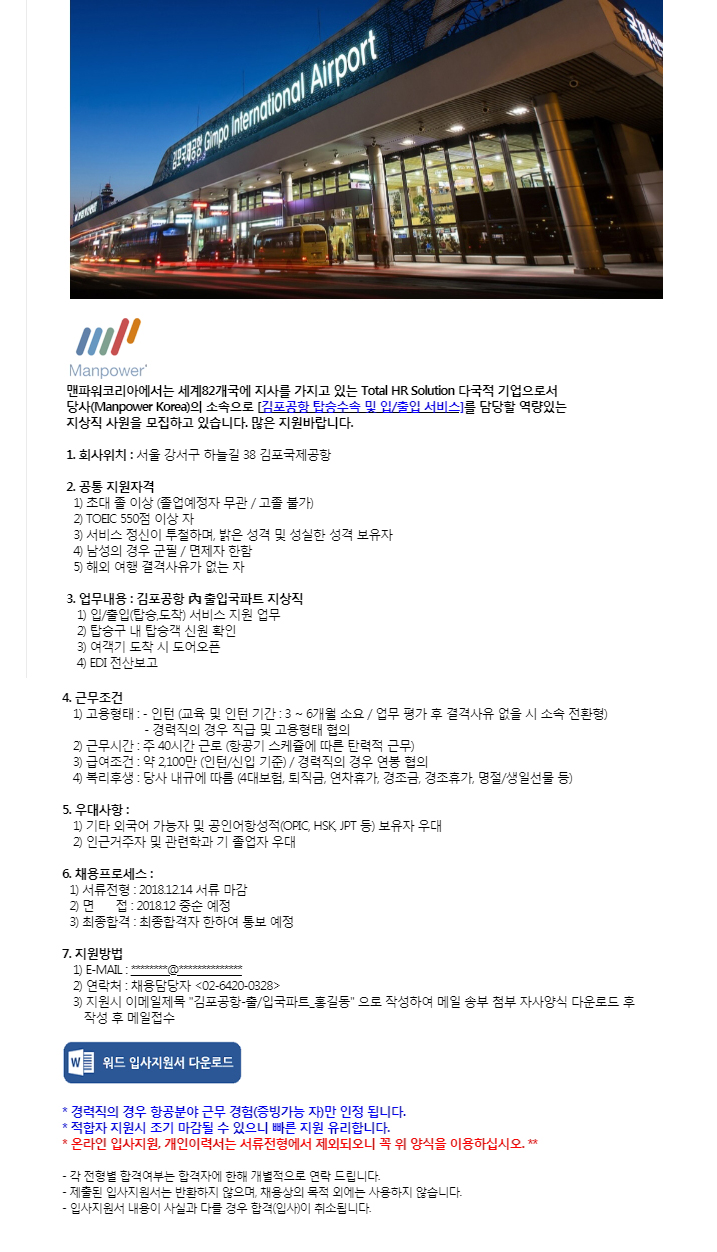 김포국제공항 Gimpo International Airport
국제선
Manpower
맨파워코리아에서는 세계82개국에 지사를 가지고 있는 Total HR Solution 다국적 기업으로서
당사(Manpower Korea)의 소속으로 [김포공항 탑승수속 및 입/출입 서비스]를 담당할 역량있는
지상직 사원을 모집하고 있습니다. 많은 지원바랍니다.
1. 회사위치 : 서울 강서구 하늘길 38 김포국제공항
2. 공통 지원자격
1) 초대 졸 이상 (졸업예정자 무관 / 고졸 불가)
2) TOEIC 550점 이상 자
3) 서비스 정신이 투철하며, 밝은 성격 및 성실한 성격 보유자
4) 남성의 경우 군필 / 면제자 한함
5) 해외 여행 결격사유가 없는 자
3. 업무내용 : 김포공항 內 출입국파트 지상직
1) 입/출입(탑승,도착) 서비스 지원 업무
2) 탑승구 내 탑승객 신원 확인
3) 여객기 도착 시 도어오픈
4) EDI 전산보고
4. 근무조건
1) 고용형태 : - 인턴 (교육 및 인턴 기간 : 3 ~ 6개월 소요 / 업무 평가 후 결격사유 없을 시 소속 전환형)
- 경력직의 경우 직급 및 고용형태 협의
2) 근무시간 : 주 40시간 근로 (항공기 스케쥴에 따른 탄력적 근무)
3) 급여조건 : 약 2,100만 (인턴/신입 기준) / 경력직의 경우 연봉 협의
4) 복리후생 : 당사 내규에 따름 (4대보험, 퇴직금, 연차휴가, 경조금, 경조휴가, 명절/생일선물 등)
5. 우대사항 :
1) 기타 외국어 가능자 및 공인어항성적(OPIC, HSK, JPT 등) 보유자 우대
2) 인근거주자 및 관련학과 기 졸업자 우대
6. 채용프로세스 :
1) 서류전형 : 2018.12.14 서류 마감
2) 면 접 : 2018.12 중순 예정
3) 최종합격 : 최종합격자 한하여 통보 예정
7. 지원방법
1) E-MAIL : ********@**************
2) 연락처 : 채용담당자 <02-6420-0328>
3) 지원시 이메일제목 "김포공항-출/입국파트_홍길동" 으로 작성하여 메일 송부 첨부 자사양식 다운로드 후
작성 후 메일접수
W 워드 입사지원서 다운로드
* 경력직의 경우 항공분야 근무 경험(증빙가능 자)만 인정 됩니다.
* 적합자 지원시 조기 마감될 수 있으니 빠른 지원 유리합니다.
* 온라인 입사지원, 개인이력서는 서류전형에서 제외되오니 꼭 위 양식을 이용하십시오. **
- 각 전형별 합격여부는 합격자에 한해 개별적으로 연락 드립니다.
- 제출된 입사지원서는 반환하지 않으며, 채용상의 목적 외에는 사용하지 않습니다.
- 입사지원서 내용이 사실과 다를 경우 합격(입사)이 취소됩니다.